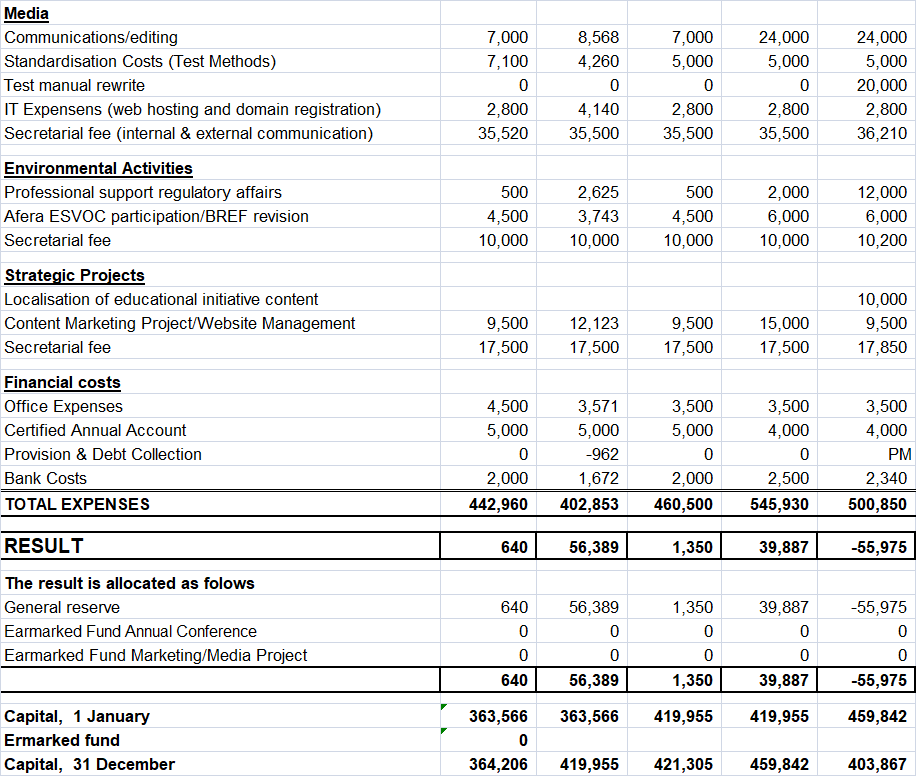 Media
Communications/editing 7,000 8,568 7,000 24,000 24,000
Standardisation Costs (Test Methods) 7,100 4,260 5,000 5,000 5,000
Test manual rewrite 0 0 0 0 20,000
IT Expensens (web hosting and domain registration) 2,800 4,140 2,800 2,800 2,800
Secretarial fee (internal & external communication) 35,520 35,500 35,500 35,500 36,210
Environmental Activities
Professional support regulatory affairs 500 2,625 500 2,000 12,000
Afera ESVOC participation/BREF revision 4,500 3,743 4,500 6,000 6,000
Secretarial fee 10,000 10,000 10,000 10,000 10,200
Strategic Projects
Localisation of educational initiative content 10,000
Content Marketing Project/Website Management 9,500 12,123 9,500 15,000 9,500
Secretarial fee 17,500 17,500 17,500 17,500 17,850
Financial costs
Office Expenses 4,500 3,571 3,500 3,500 3,500
Certified Annual Account 5,000 5,000 5,000 4,000 4,000
Provision & Debt Collection 0 -962 0 0 PM
Bank Costs 2,000 1,672 2,000 2,500 2,340
TOTAL EXPENSES 442,960 402,853 460,500 545,930 500,850
RESULT 640 56,389 1,350 39,887 -55,975
The result is allocated as folows
General reserve 640 56,389 1,350 39,887 -55,975
Earmarked Fund Annual Conference 0 0 0 0 0
Earmarked Fund Marketing/Media Project 0 0 0 0 0
640 56,389 1,350 39,887 -55,975
Capital, 1 January 363,566 363,566 419,955 419,955 459,842
Ermarked fund 0
Capital, 31 December 364,206 419,955 421,305 459,842 403,867